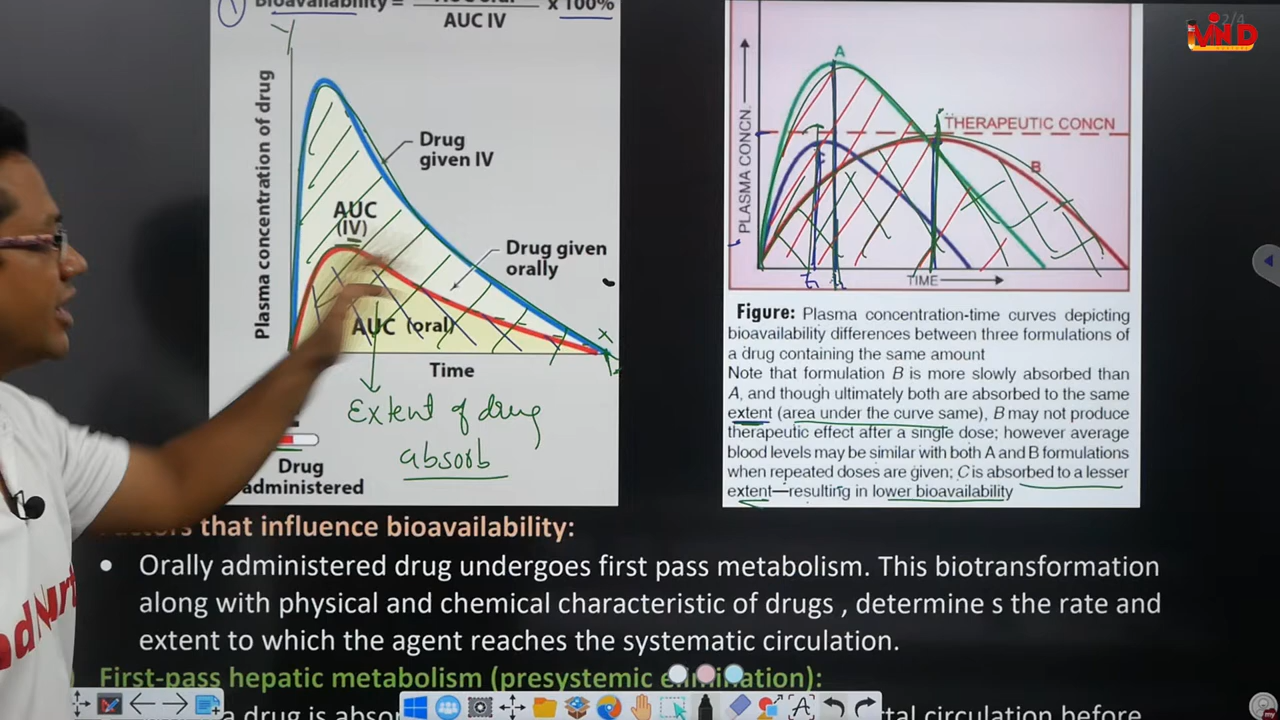 Bioavailability =
x 100%
AUC IV
Plasma concentration of drug
Drug
given IV
AUC
(IV)
Drug given
orally
AUC (oral)
Time
Extent of drug
absorb
Drug
administered
2/4
A
THERAPEUTIC CONCN
B
C
PLASMA CONCN.
TIME
Figure: Plasma concentration-time curves depicting
bioavailability differences between three formulations of
a drug containing the same amount
Note that formulation B is more slowly absorbed than
A, and though ultimately both are absorbed to the same
extent (area under the curve same), B may not produce
therapeutic effect after a single dose; however average
blood levels may be similar with both A and B formulations
when repeated doses are given; C is absorbed to a lesser
extent—resulting in lower bioavailability
that influence bioavailability:
• Orally administered drug undergoes first pass metabolism. This biotransformation
along with physical and chemical characteristic of drugs , determine s the rate and
extent to which the agent reaches the systematic circulation.
First-pass hepatic metabolism (presystemic elimination):
circulation before